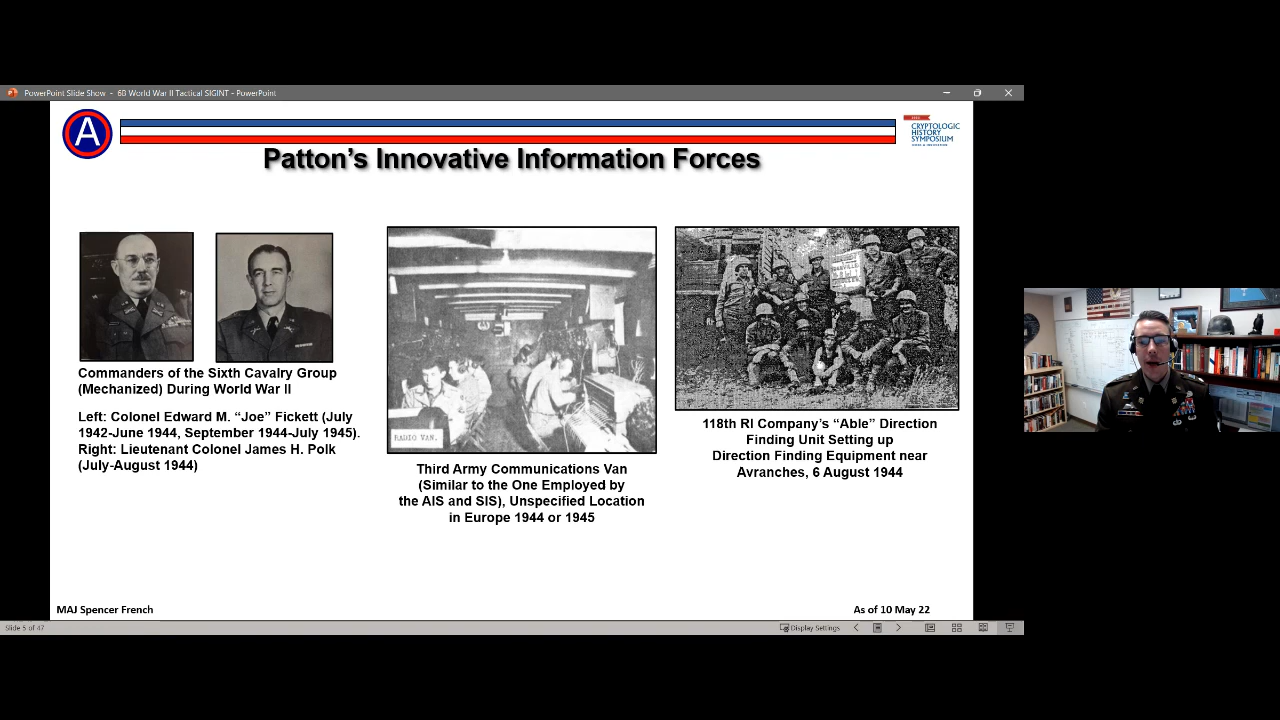 PowerPoint Slide Show - 6B World War II Tactical SIGINT - PowerPoint
A
CRYPTOLOGIC
HISTORY
SYMPOSIUM
Patton's Innovative Information Forces
Commanders of the Sixth Cavalry Group
(Mechanized) During World War II
Left: Colonel Edward M. “Joe” Fickett (July
1942-June 1944, September 1944-July 1945).
Right: Lieutenant Colonel James H. Polk
(July-August 1944)
RADIO VAN.
Third Army Communications Van
(Similar to the One Employed by
the AIS and SIS), Unspecified Location
in Europe 1944 or 1945
118th RI Company's “Able” Direction
Finding Unit Setting up
Direction Finding Equipment near
Avranches, 6 August 1944
MAJ Spencer French
As of 10 May 22
Slide 5 of 47
Display Settings